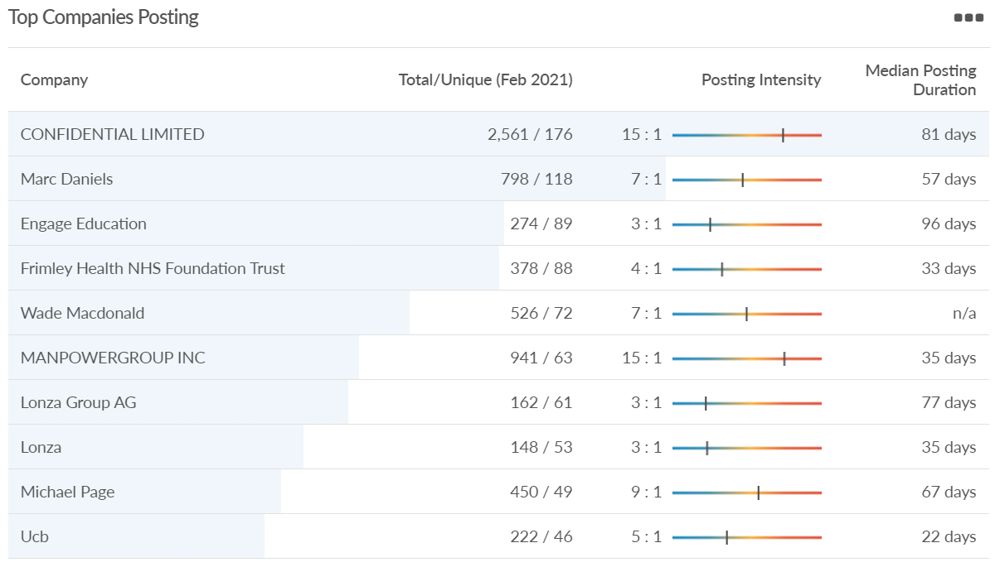 Top Companies Posting
Company Total/Unique (Feb 2021) Posting Intensity Median Posting
Duration
CONFIDENTIAL LIMITED 2,561 / 176 15 : 1 81 days
Marc Daniels 798 / 118 7 : 1 57 days
Engage Education 274 / 89 3 : 1 96 days
Frimley Health NHS Foundation Trust 378 / 88 4 : 1 33 days
Wade Macdonald 526 / 72 7 : 1 n/a
MANPOWERGROUP INC 941 / 63 15 : 1 35 days
Lonza Group AG 162 / 61 3 : 1 77 days
Lonza 148 / 53 3 : 1 35 days
Michael Page 450 / 49 9 : 1 67 days
Ucb 222 / 46 5 : 1 22 days